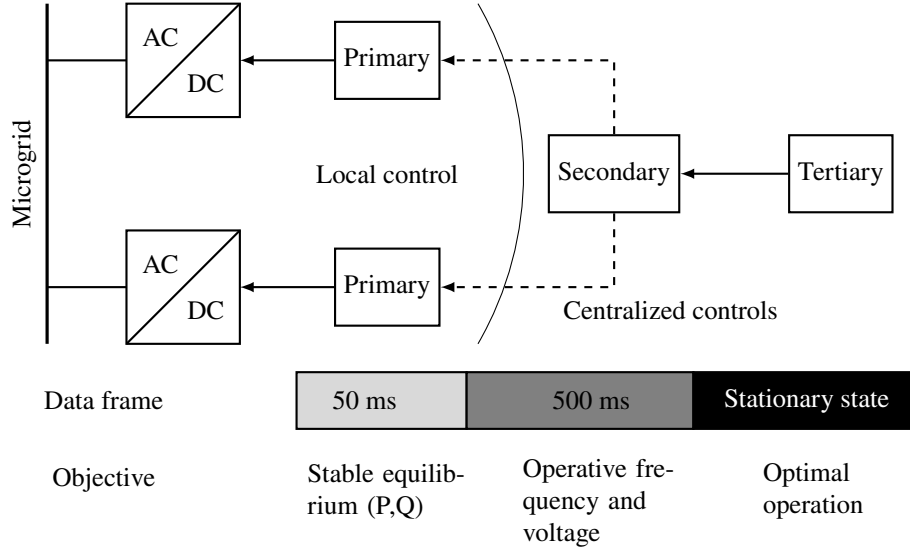 Microgrid
AC
DC
Primary
Local control
Secondary
Tertiary
AC
DC
Primary
Centralized controls
Data frame
50 ms
500 ms
Stationary state
Objective
Stable equilib-
rium (P,Q)
Operative fre-
quency and
voltage
Optimal
operation